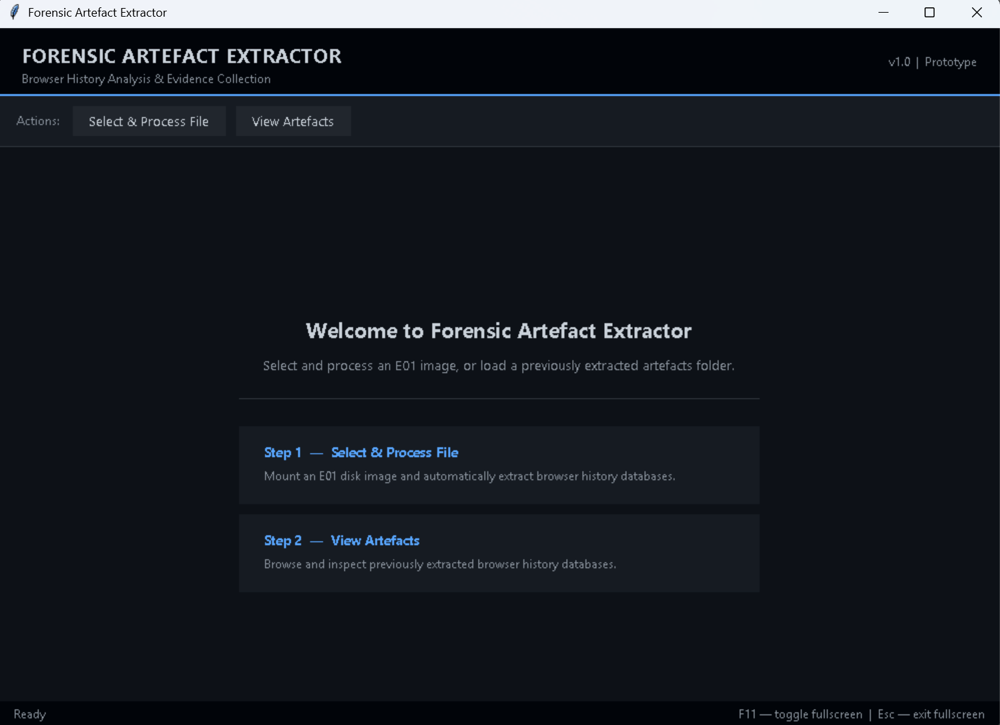 Forensic Artefact Extractor
FORENSIC ARTEFACT EXTRACTOR
Browser History Analysis & Evidence Collection
v1.0 | Prototype
Actions:
Select & Process File
View Artefacts
Welcome to Forensic Artefact Extractor
Select and process an E01 image, or load a previously extracted artefacts folder.
Step 1 — Select & Process File
Mount an E01 disk image and automatically extract browser history databases.
Step 2 — View Artefacts
Browse and inspect previously extracted browser history databases.
Ready
F11 — toggle fullscreen | Esc — exit fullscreen